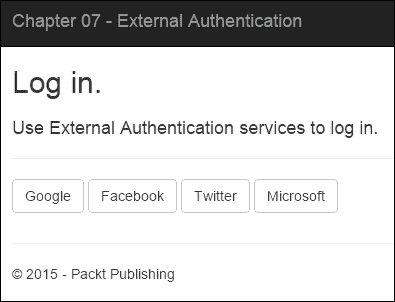 Chapter 07 - External Authentication
Log in.
Use External Authentication services to log in.
Google Facebook Twitter Microsoft
© 2015 - Packt Publishing